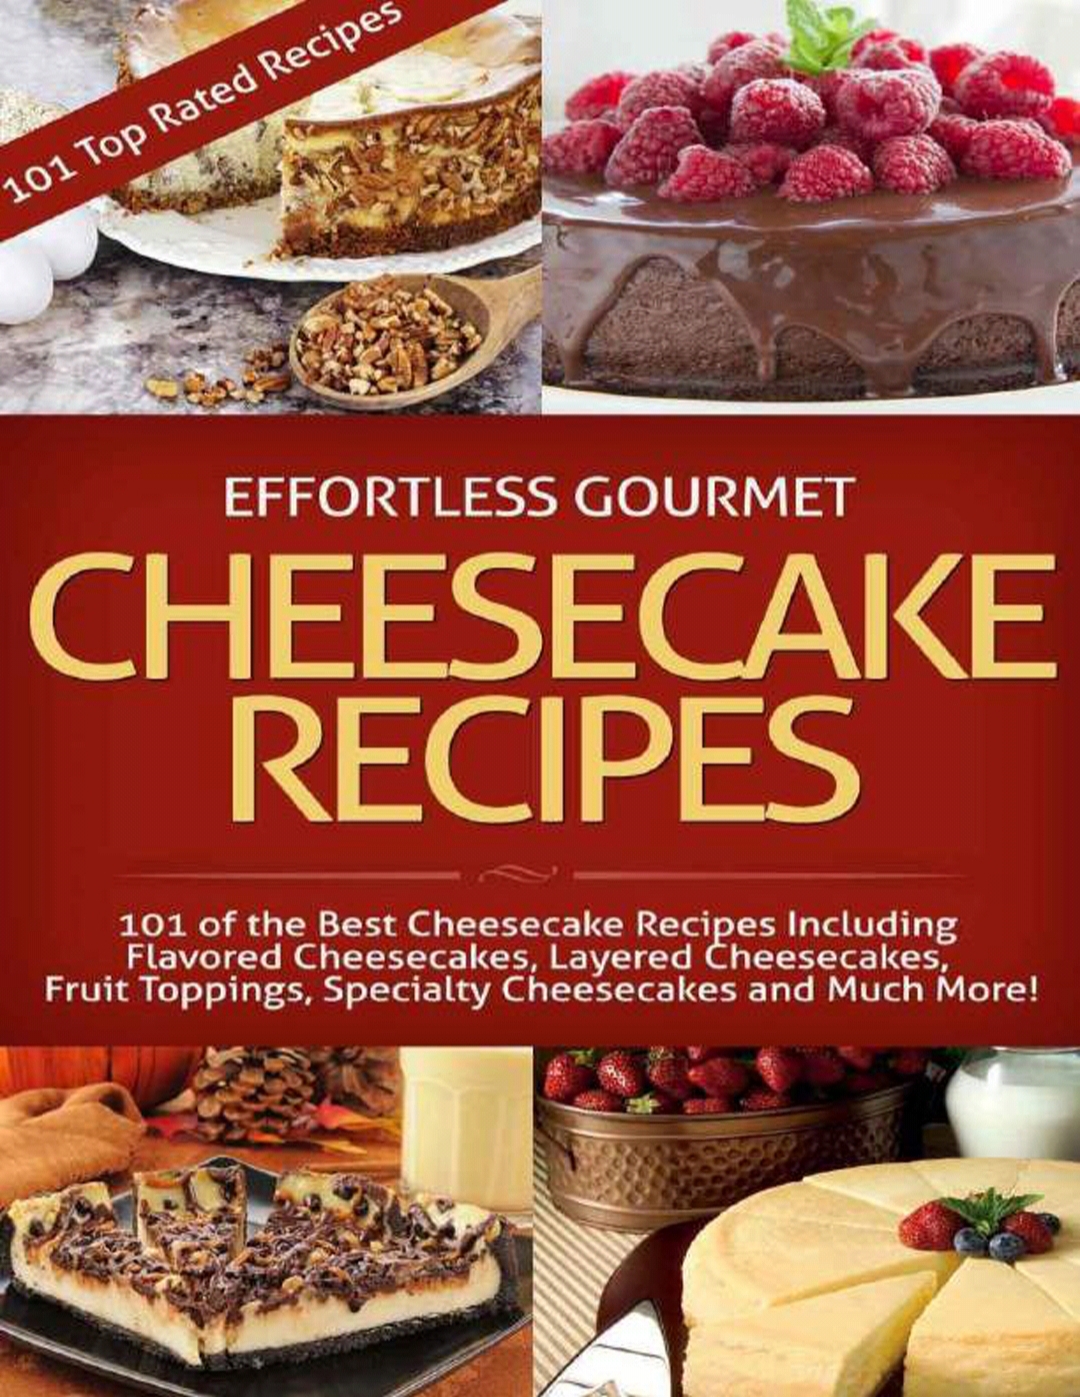 101 Top Rated Recipes
EFFORTLESS GOURMET
CHEESECAKE
RECIPES
101 of the Best Cheesecake Recipes Including
Flavored Cheesecakes, Layered Cheesecakes,
Fruit Toppings, Specialty Cheesecakes and Much More!